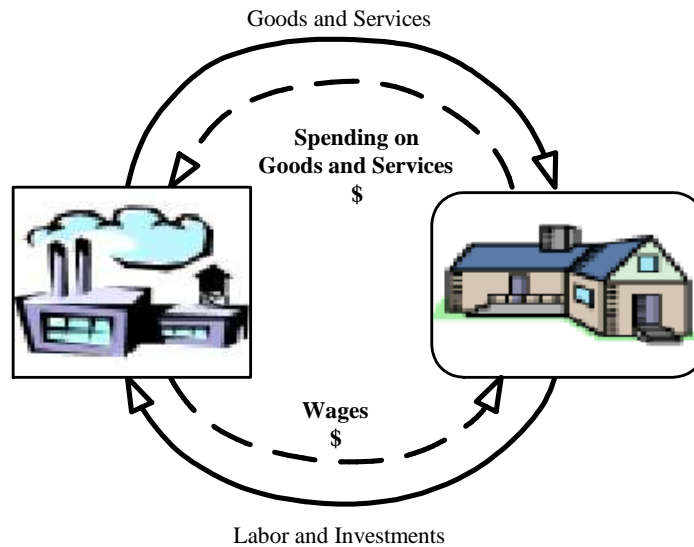 Goods and Services
Spending on
Goods and Services
$
Wages
$
Labor and Investments